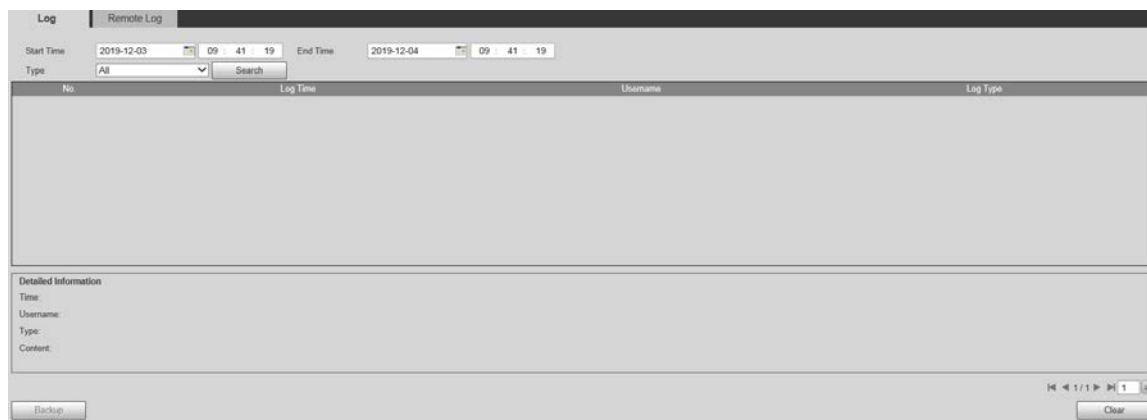 Log Remote Log
Start Time 2019-12-03 09 : 41 : 19 End Time 2019-12-04 09 : 41 : 19
Type All Search
No. Log Time Username Log Type
Detailed Information
Time:
Username:
Type:
Content:
1 / 1 1
Backup Clear